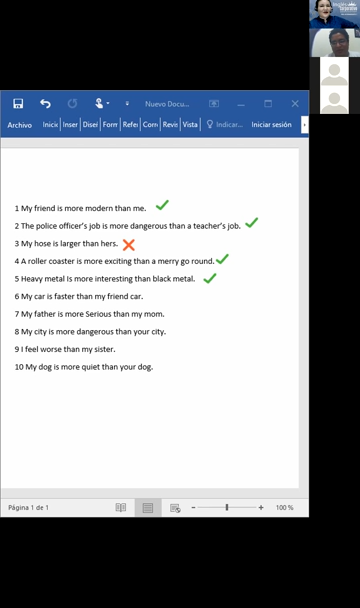 Nuevo Docu...
Archivo Inicio Inser Diseí Form Refer Corre Revis Vista Indicar... Iniciar sesión
1 My friend is more modern than me.
2 The police officer's job is more dangerous than a teacher's job.
3 My hose is larger than hers.
4 A roller coaster is more exciting than a merry go round.
5 Heavy metal Is more interesting than black metal.
6 My car is faster than my friend car.
7 My father is more Serious than my mom.
8 My city is more dangerous than your city.
9 I feel worse than my sister.
10 My dog is more quiet than your dog.
Página 1 de 1
100 %